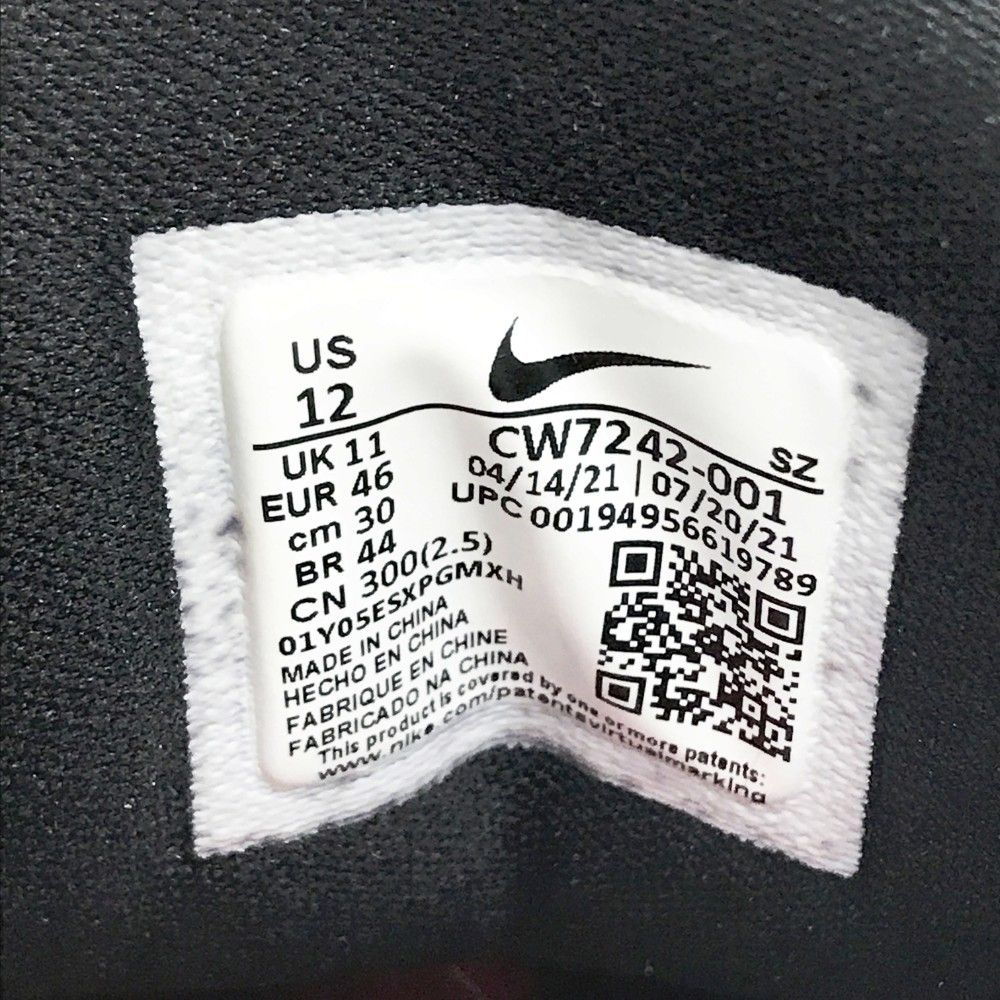 US
12
UK 11
EUR 46
cm 30
BR 44
CN 300(2.5)
01Y05ESXPGMXH
MADE IN CHINA
HECHO EN CHINA
FABRIQUE EN CHINE
FABRICADO NA CHINA
This product is covered by one or more patents:
www.nike.com/patentsvirtualmarking
SZ
CW7242-001
04/14/21 | 07/20/21
UPC 00194956619789